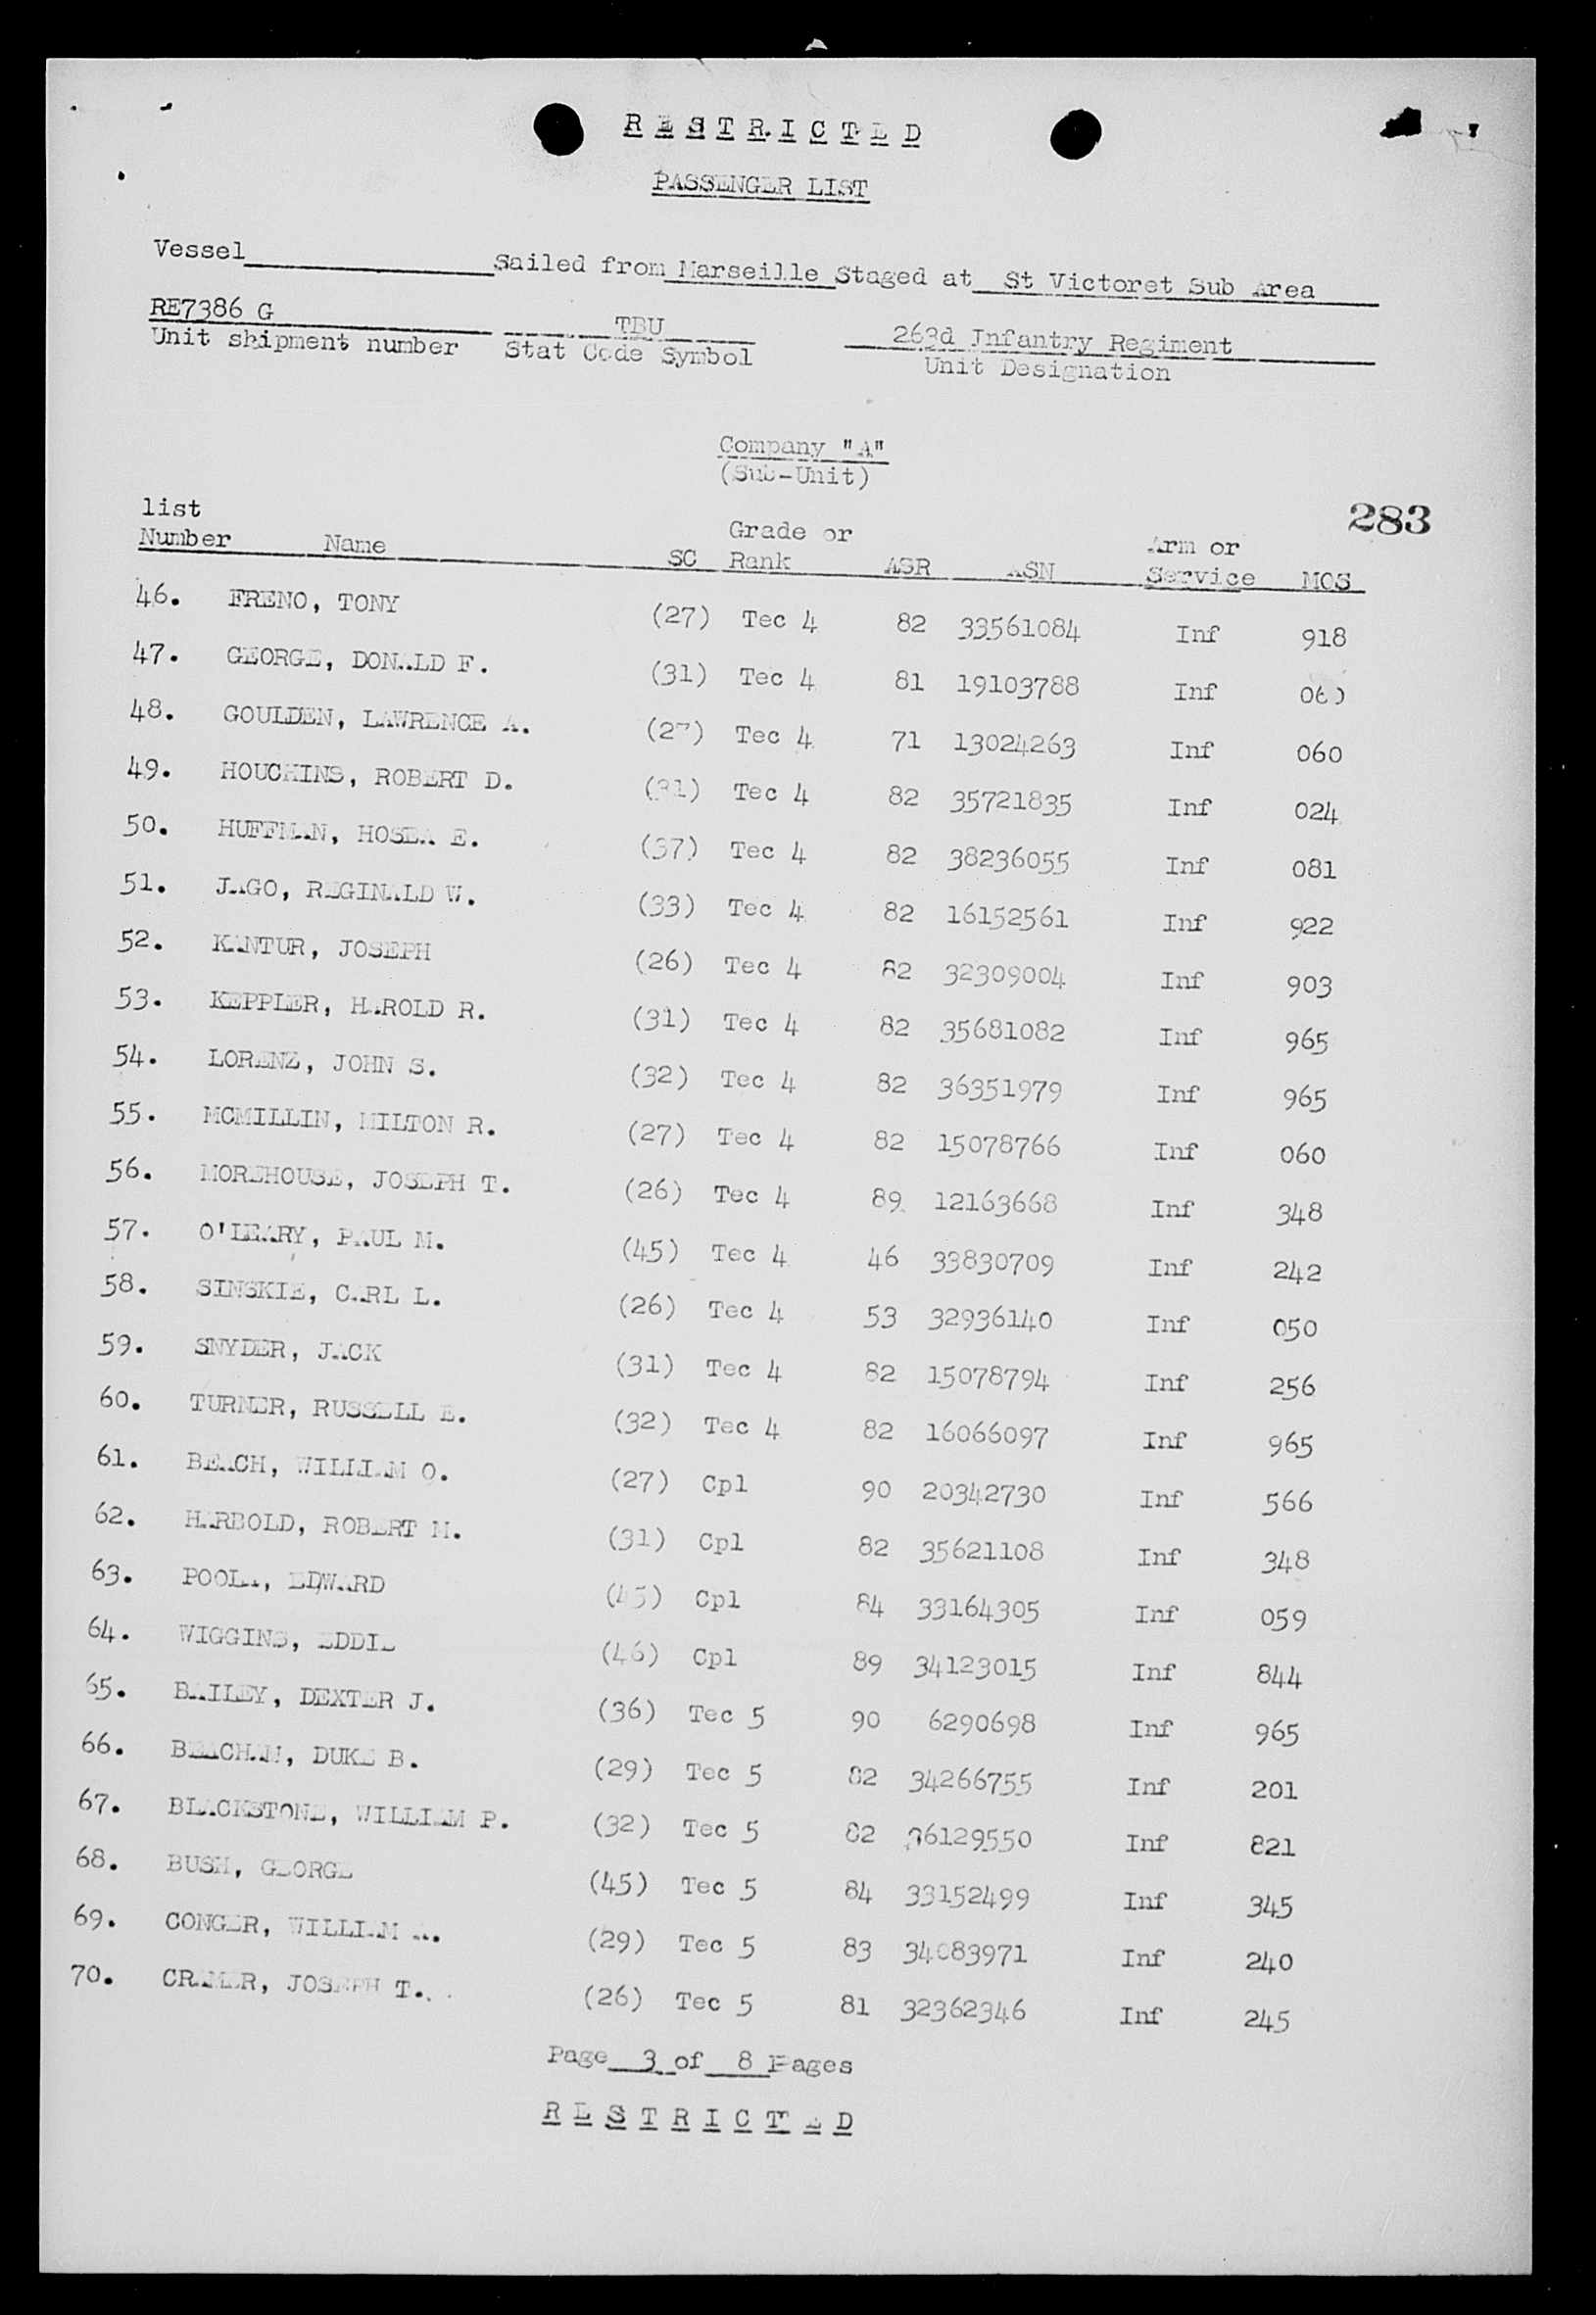 RESTRICTED
PASSENGER LIST
Vessel Sailed from Marseille Staged at St Victoret Sub Area
RE7386 G TBU 263d Infantry Regiment
Unit shipment number Stat Code Symbol Unit Designation
Company "A"
(Sub-Unit)
283
list Grade or Arm or
Number Name SC Rank ASR ASN Service MOS
46. FRENO, TONY (27) Tec 4 82 33561084 Inf 918
47. GEORGE, DONALD F. (31) Tec 4 81 19103788 Inf 060
48. GOULDEN, LAWRENCE A. (27) Tec 4 71 13024263 Inf 060
49. HOUCHINS, ROBERT D. (31) Tec 4 82 35721835 Inf 024
50. HUFFMAN, HOSEA E. (37) Tec 4 82 38236055 Inf 081
51. JAGO, REGINALD W. (33) Tec 4 82 16152561 Inf 922
52. KANTUR, JOSEPH (26) Tec 4 82 32309004 Inf 903
53. KEPPLER, HAROLD R. (31) Tec 4 82 35681082 Inf 965
54. LORENZ, JOHN S. (32) Tec 4 82 36351979 Inf 965
55. MCMILLIN, MILTON R. (27) Tec 4 82 15078766 Inf 060
56. MOREHOUSE, JOSEPH T. (26) Tec 4 89 12163668 Inf 348
57. O'LEARY, PAUL M. (45) Tec 4 46 33830709 Inf 242
58. SINSKIE, CARL L. (26) Tec 4 53 32936140 Inf 050
59. SNYDER, JACK (31) Tec 4 82 15078794 Inf 256
60. TURNER, RUSSELL E. (32) Tec 4 82 16066097 Inf 965
61. BEACH, WILLIAM O. (27) Cpl 90 20342730 Inf 566
62. HARBOLD, ROBERT M. (31) Cpl 82 35621108 Inf 348
63. POOLA, EDWARD (45) Cpl 84 33164305 Inf 059
64. WIGGINS, EDDIE (46) Cpl 89 34123015 Inf 844
65. BAILEY, DEXTER J. (36) Tec 5 90 6290698 Inf 965
66. BEACHAM, DUKE B. (29) Tec 5 82 34266755 Inf 201
67. BLACKSTONE, WILLIAM P. (32) Tec 5 82 36129550 Inf 821
68. BUSH, GEORGE (45) Tec 5 84 33152499 Inf 345
69. CONGER, WILLIAM A. (29) Tec 5 83 34083971 Inf 240
70. CRAMER, JOSEPH T. (26) Tec 5 81 32362346 Inf 245
Page 3 of 8 Pages
RESTRICTED